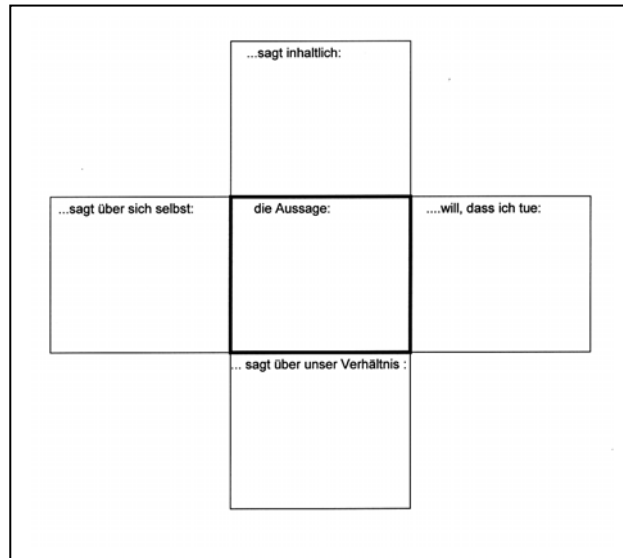 ...sagt inhaltlich:
...sagt über sich selbst:
die Aussage:
....will, dass ich tue:
... sagt über unser Verhältnis :